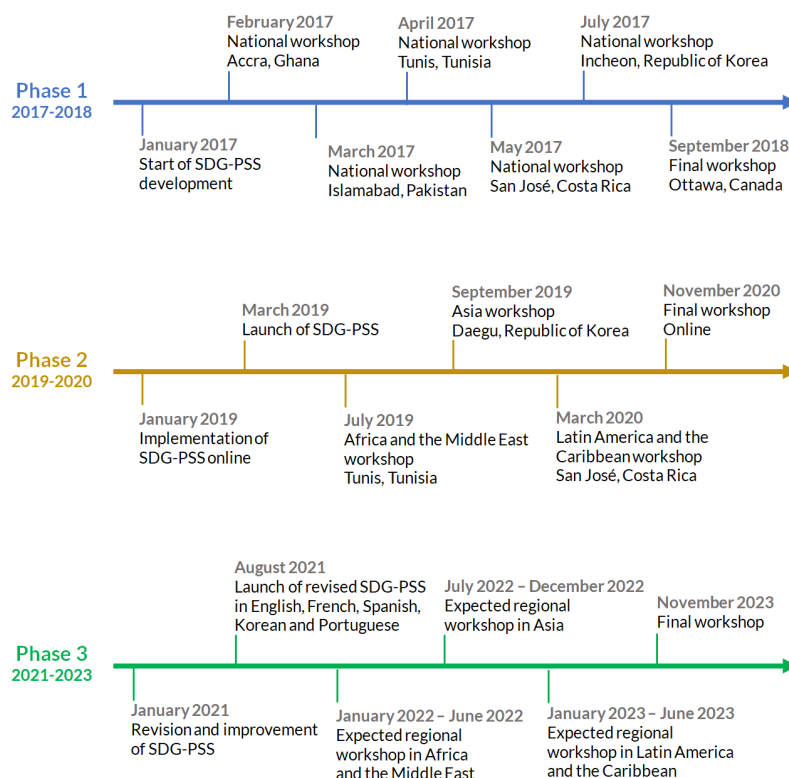 Phase 1
2017-2018
January 2017
Start of SDG-PSS
development
February 2017
National workshop
Accra, Ghana
March 2017
National workshop
Islamabad, Pakistan
April 2017
National workshop
Tunis, Tunisia
May 2017
National workshop
San José, Costa Rica
July 2017
National workshop
Incheon, Republic of Korea
September 2018
Final workshop
Ottawa, Canada
Phase 2
2019-2020
January 2019
Implementation of
SDG-PSS online
March 2019
Launch of SDG-PSS
July 2019
Africa and the Middle East
workshop
Tunis, Tunisia
September 2019
Asia workshop
Daegu, Republic of Korea
March 2020
Latin America and the
Caribbean workshop
San José, Costa Rica
November 2020
Final workshop
Online
Phase 3
2021-2023
January 2021
Revision and improvement
of SDG-PSS
August 2021
Launch of revised SDG-PSS
in English, French, Spanish,
Korean and Portuguese
January 2022 – June 2022
Expected regional
workshop in Africa
and the Middle East
July 2022 – December 2022
Expected regional
workshop in Asia
January 2023 – June 2023
Expected regional
workshop in Latin America
and the Caribbean
November 2023
Final workshop